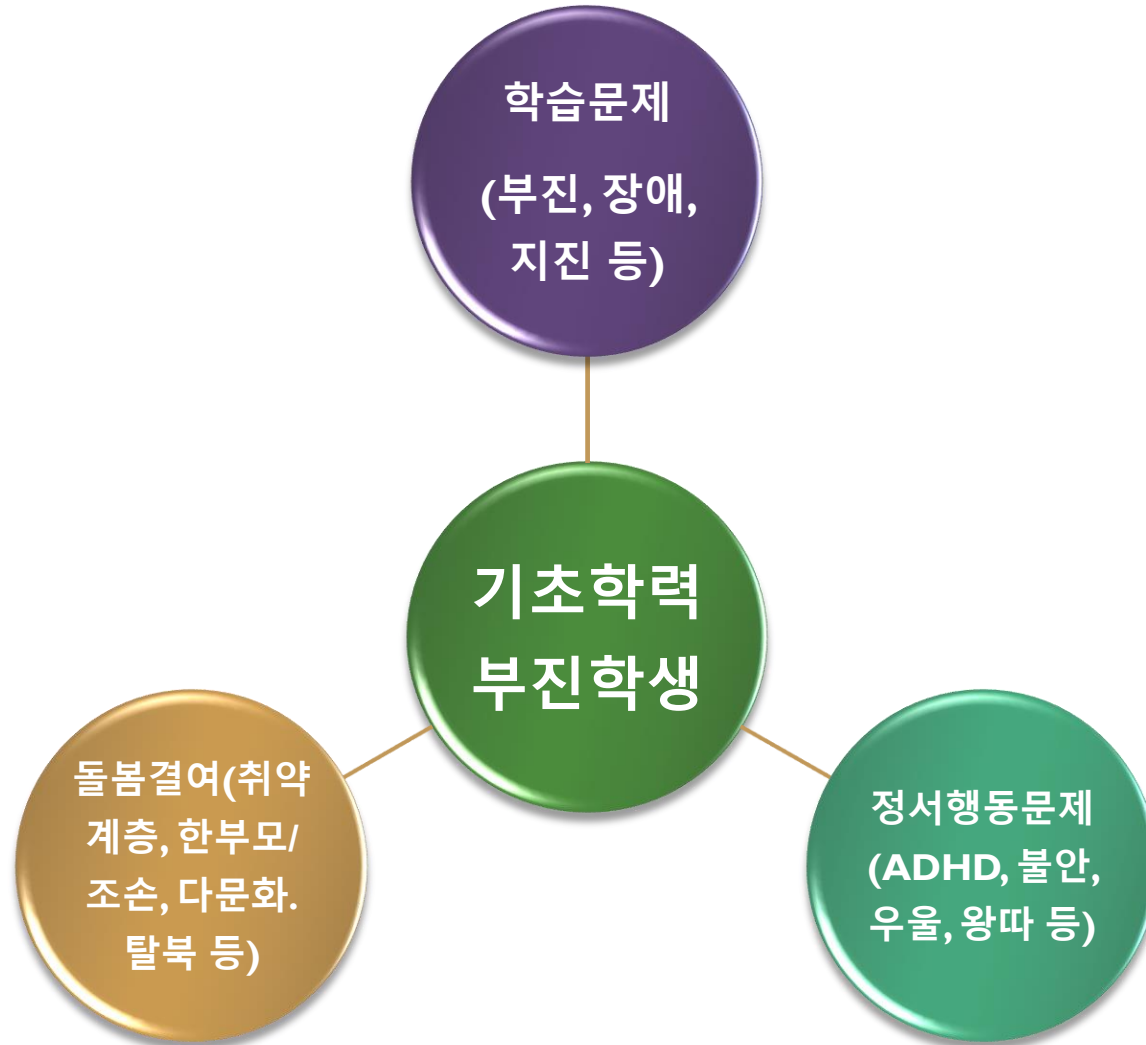 학습문제
(부진, 장애,
지진 등)
기초학력
부진학생
돌봄결여(취약
계층, 한부모/
조손, 다문화.
탈북 등)
정서행동문제
(ADHD, 불안,
우울, 왕따 등)